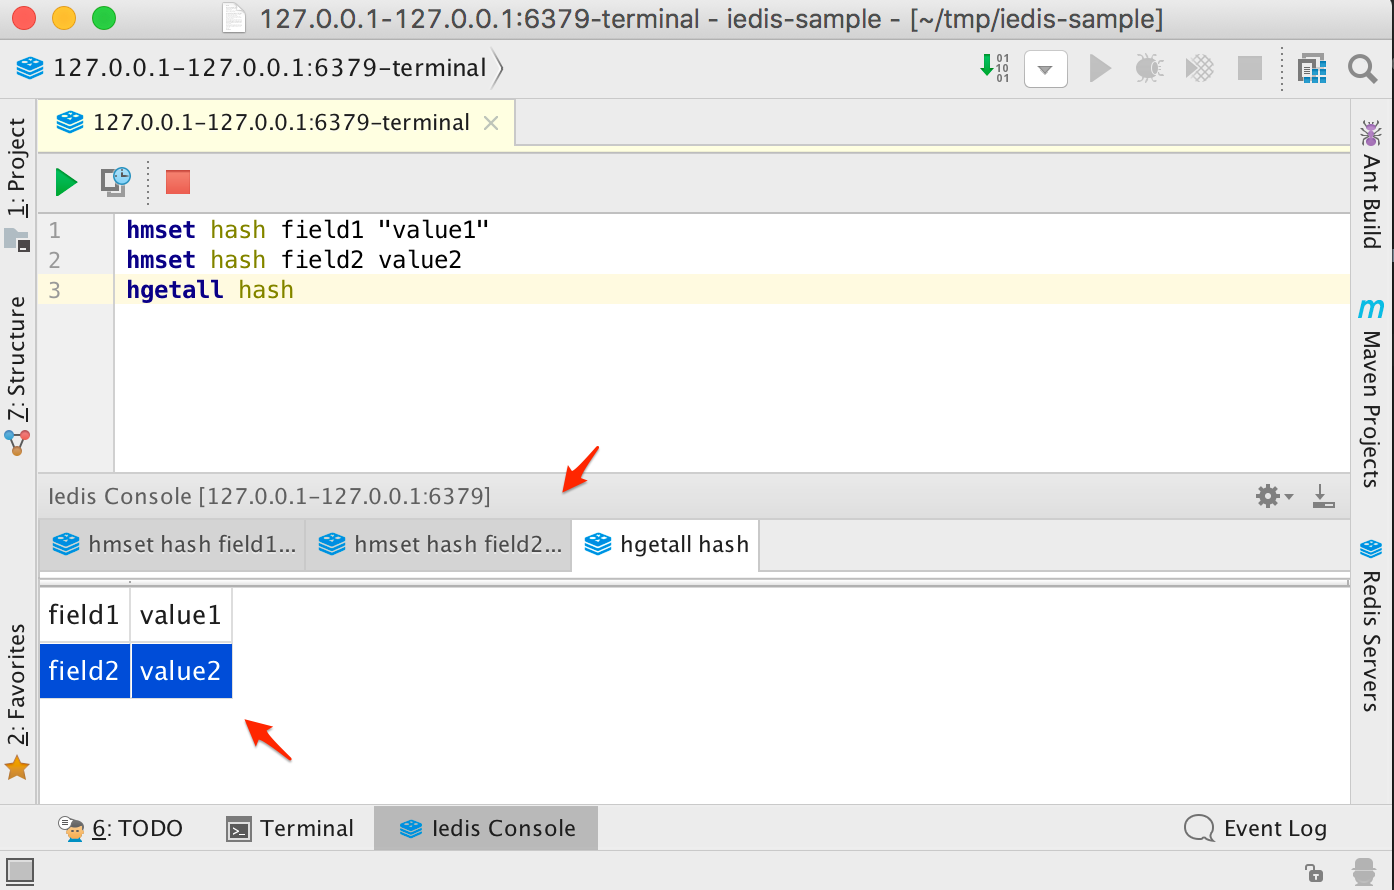 127.0.0.1-127.0.0.1:6379-terminal - iedis-sample - [~/tmp/iedis-sample]
127.0.0.1-127.0.0.1:6379-terminal
01
10
01
127.0.0.1-127.0.0.1:6379-terminal
1: Project
7: Structure
2: Favorites
1 hmset hash field1 "value1"
2 hmset hash field2 value2
3 hgetall hash
Iedis Console [127.0.0.1-127.0.0.1:6379]
hmset hash field1... hmset hash field2... hgetall hash
field1 value1
field2 value2
Ant Build
m
Maven Projects
Redis Servers
6: TODO Terminal Iedis Console Event Log